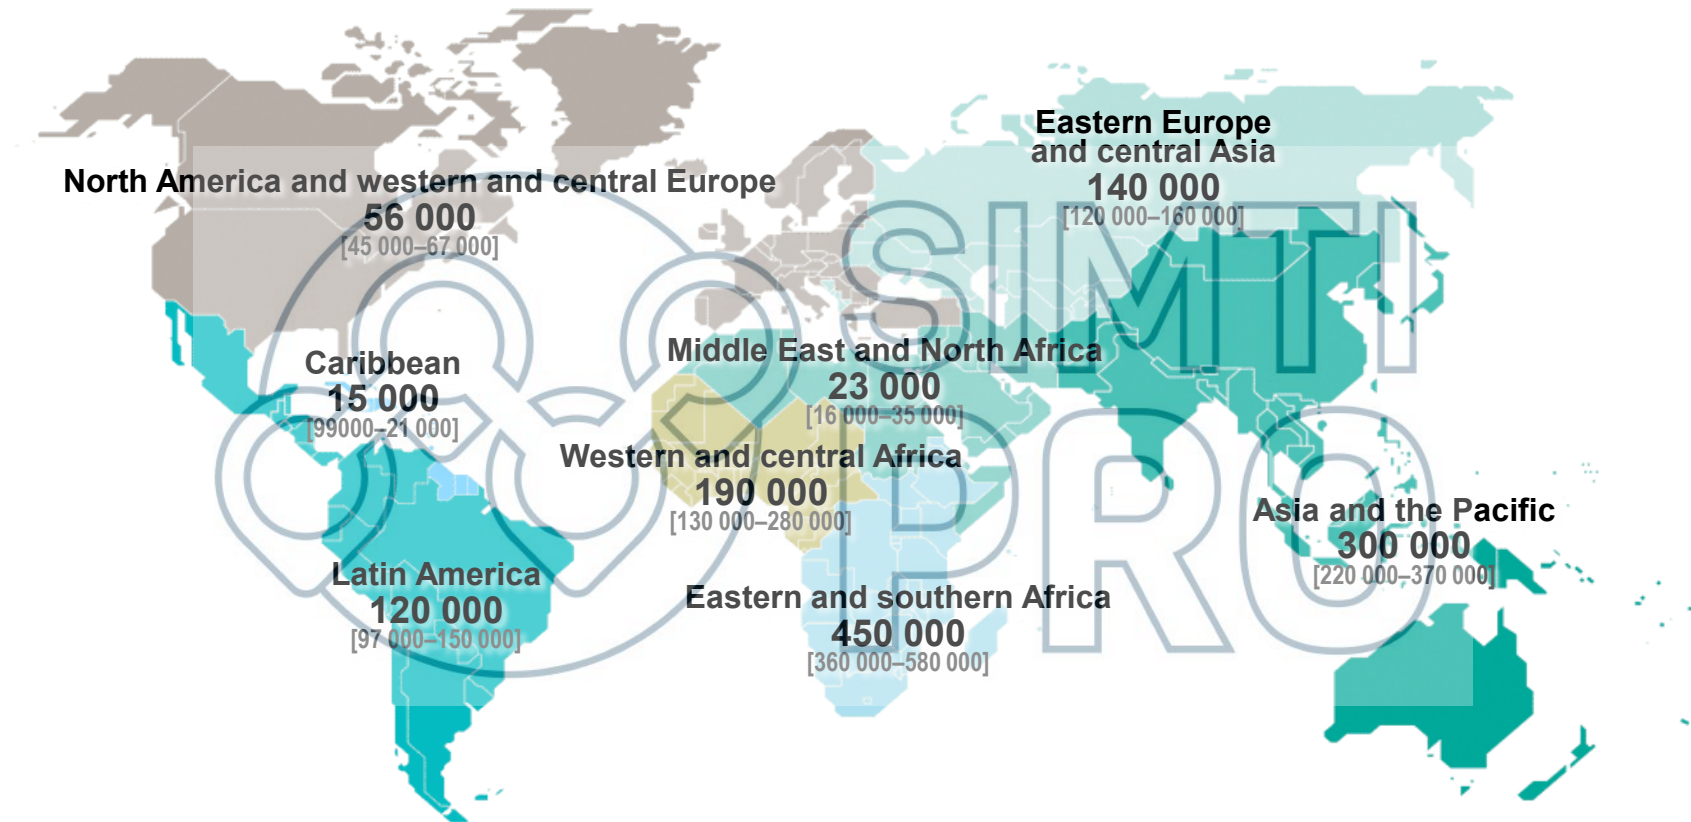 Eastern Europe
and central Asia
140 000
[120 000–160 000]
North America and western and central Europe
56 000
[45 000–67 000]
Middle East and North Africa
23 000
[16 000–35 000]
Caribbean
15 000
[99000–21 000]
Western and central Africa
190 000
[130 000–280 000]
Asia and the Pacific
300 000
[220 000–370 000]
Latin America
120 000
[97 000–150 000]
Eastern and southern Africa
450 000
[360 000–580 000]
SIMTI
PRO